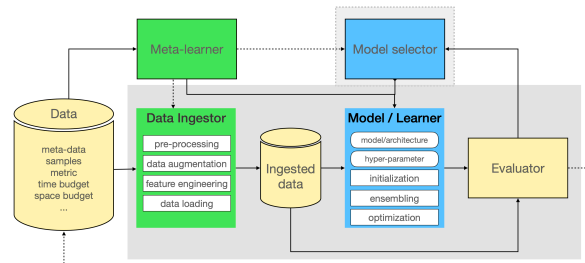 Meta-learner
Model selector
Data
meta-data
samples
metric
time budget
space budget
...
Data Ingestor
pre-processing
data augmentation
feature engineering
data loading
Ingested
data
Model / Learner
model/architecture
hyper-parameter
initialization
ensembling
optimization
Evaluator